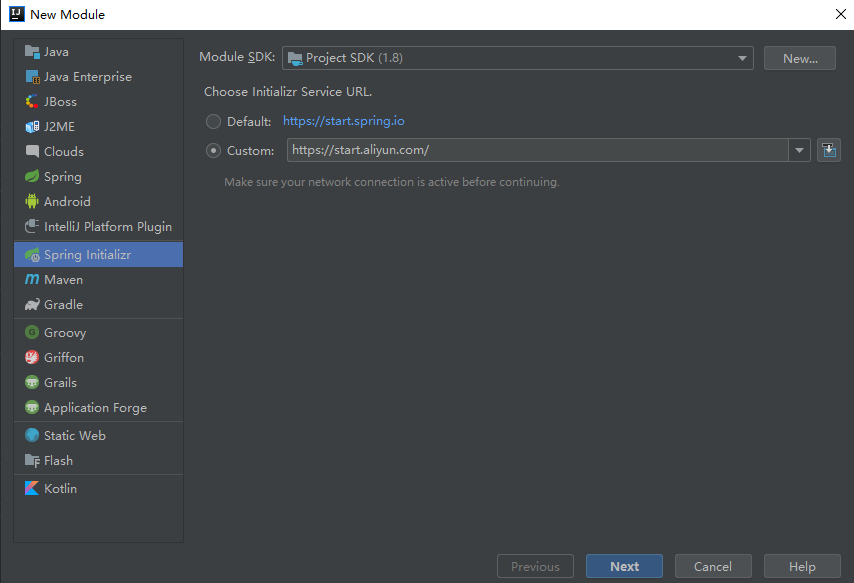 New Module
Java
Java Enterprise
JBoss
J2ME
Clouds
Spring
Android
IntelliJ Platform Plugin
Spring Initializr
Maven
Gradle
Groovy
Griffon
Grails
Application Forge
Static Web
Flash
Kotlin
Module SDK: Project SDK (1.8) New...
Choose Initializr Service URL.
Default: https://start.spring.io
Custom: https://start.aliyun.com/
Make sure your network connection is active before continuing.
Previous Next Cancel Help